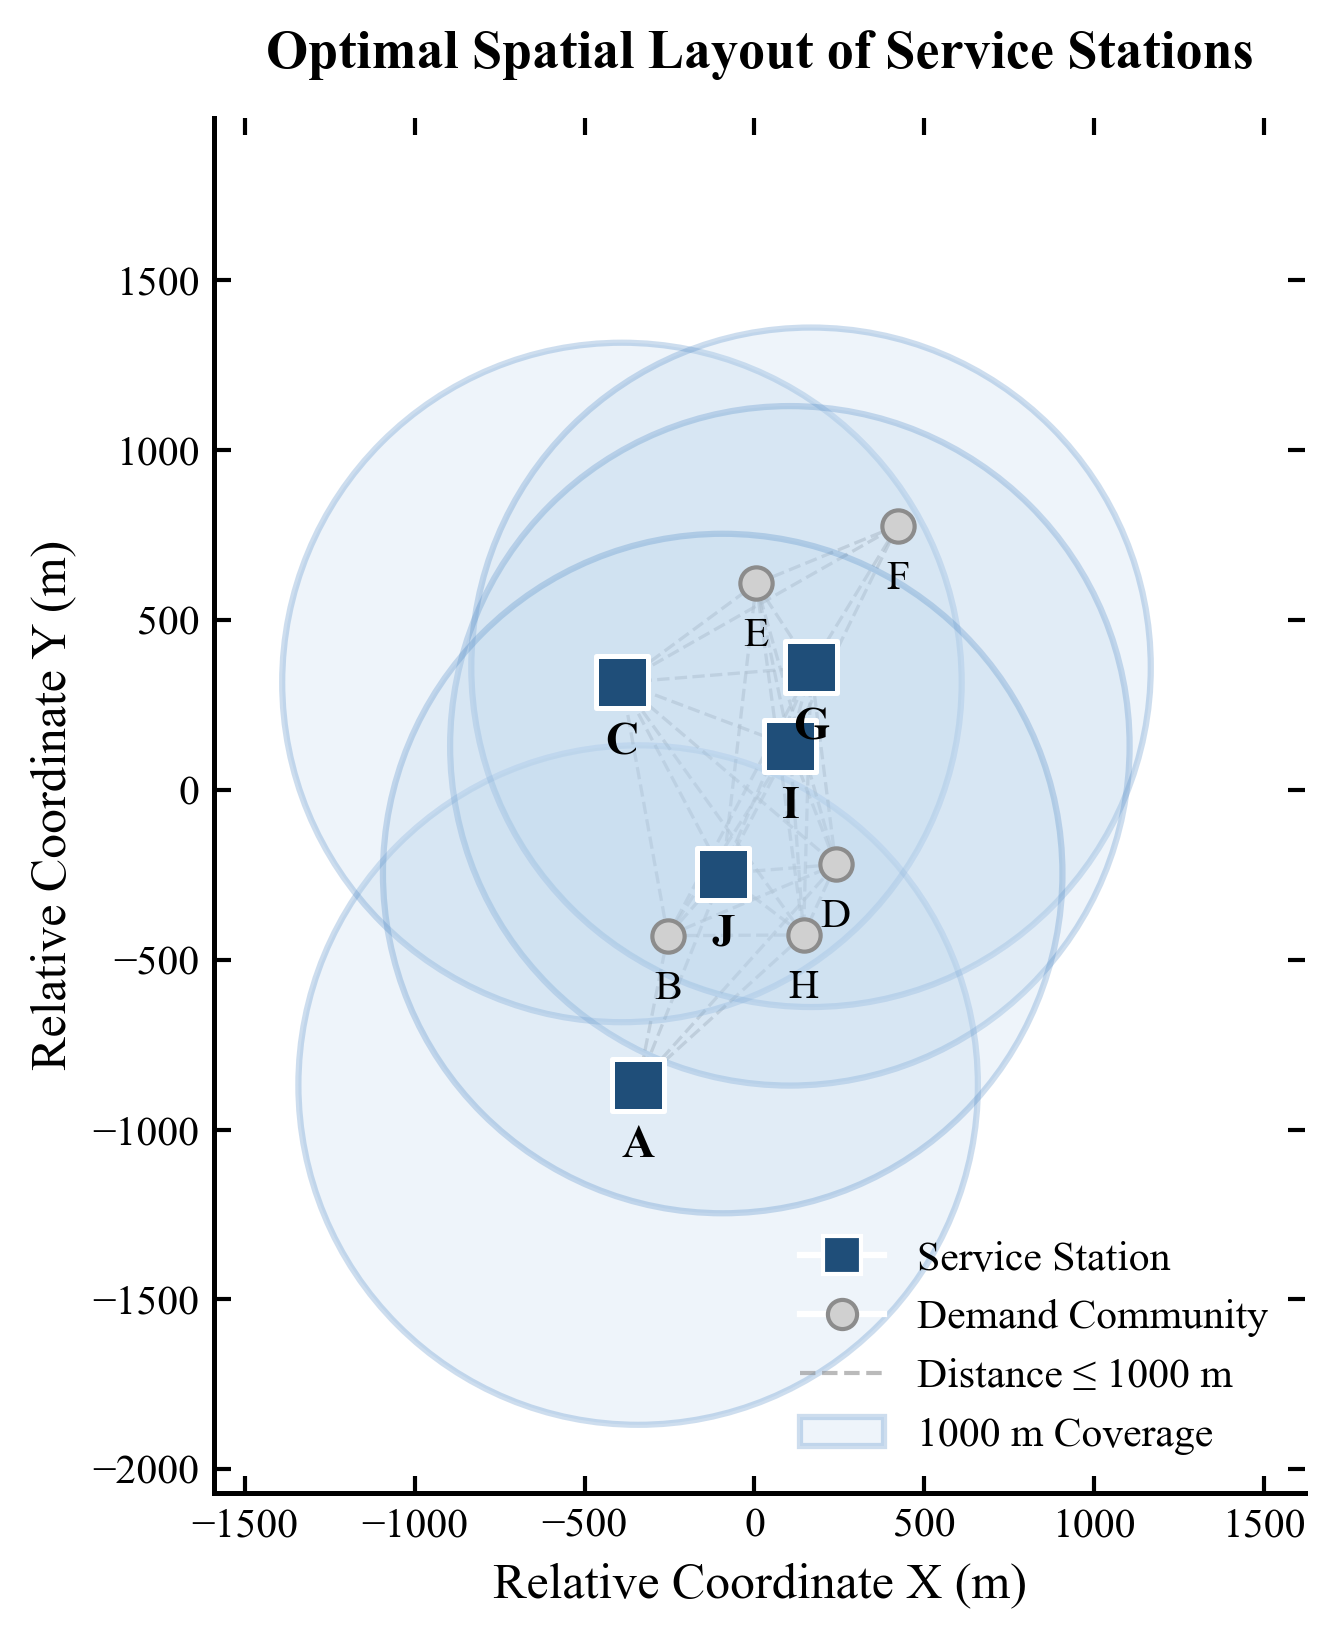 Optimal Spatial Layout of Service Stations
Relative Coordinate Y (m)
1500
1000
500
0
−500
−1000
−1500
−2000
F
E
C
G
I
D
J
B
H
A
Service Station
Demand Community
Distance ≤ 1000 m
1000 m Coverage
−1500
−1000
−500
0
500
1000
1500
Relative Coordinate X (m)